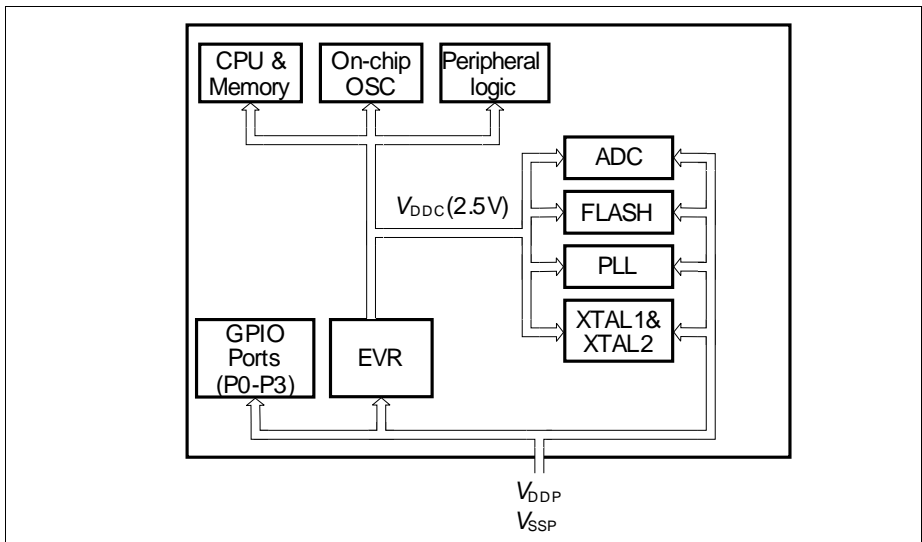 CPU &
Memory
On-chip
OSC
Peripheral
logic
ADC
VDDC (2.5V)
FLASH
PLL
XTAL1&
XTAL2
GPIO
Ports
(P0-P3)
EVR
VDDP
VSSP